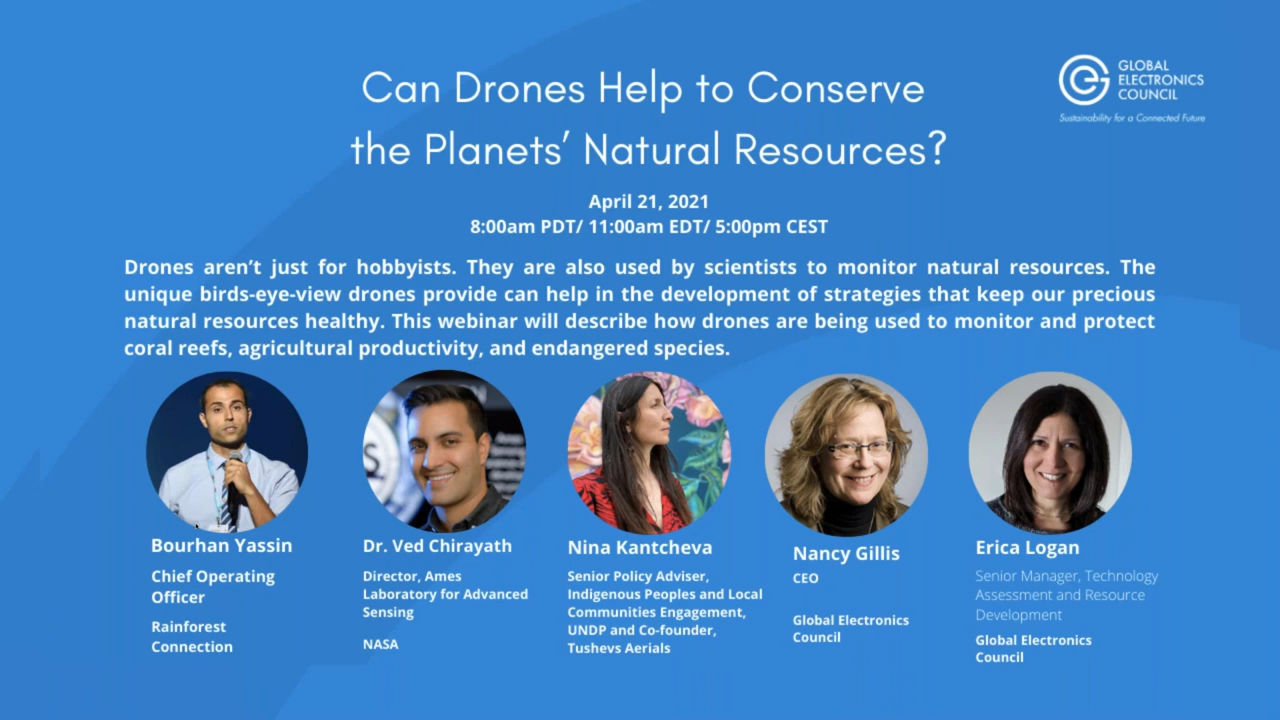 Can Drones Help to Conserve
the Planets’ Natural Resources?
GLOBAL
ELECTRONICS
COUNCIL
Sustainability for a Connected Future
April 21, 2021
8:00am PDT/ 11:00am EDT/ 5:00pm CEST
Drones aren’t just for hobbyists. They are also used by scientists to monitor natural resources. The
unique birds-eye-view drones provide can help in the development of strategies that keep our precious
natural resources healthy. This webinar will describe how drones are being used to monitor and protect
coral reefs, agricultural productivity, and endangered species.
Bourhan Yassin
Chief Operating
Officer
Rainforest
Connection
Dr. Ved Chirayath
Director, Ames
Laboratory for Advanced
Sensing
NASA
Nina Kantcheva
Senior Policy Adviser,
Indigenous Peoples and Local
Communities Engagement,
UNDP and Co-founder,
Tushevs Aerials
Nancy Gillis
CEO
Global Electronics
Council
Erica Logan
Senior Manager, Technology
Assessment and Resource
Development
Global Electronics
Council